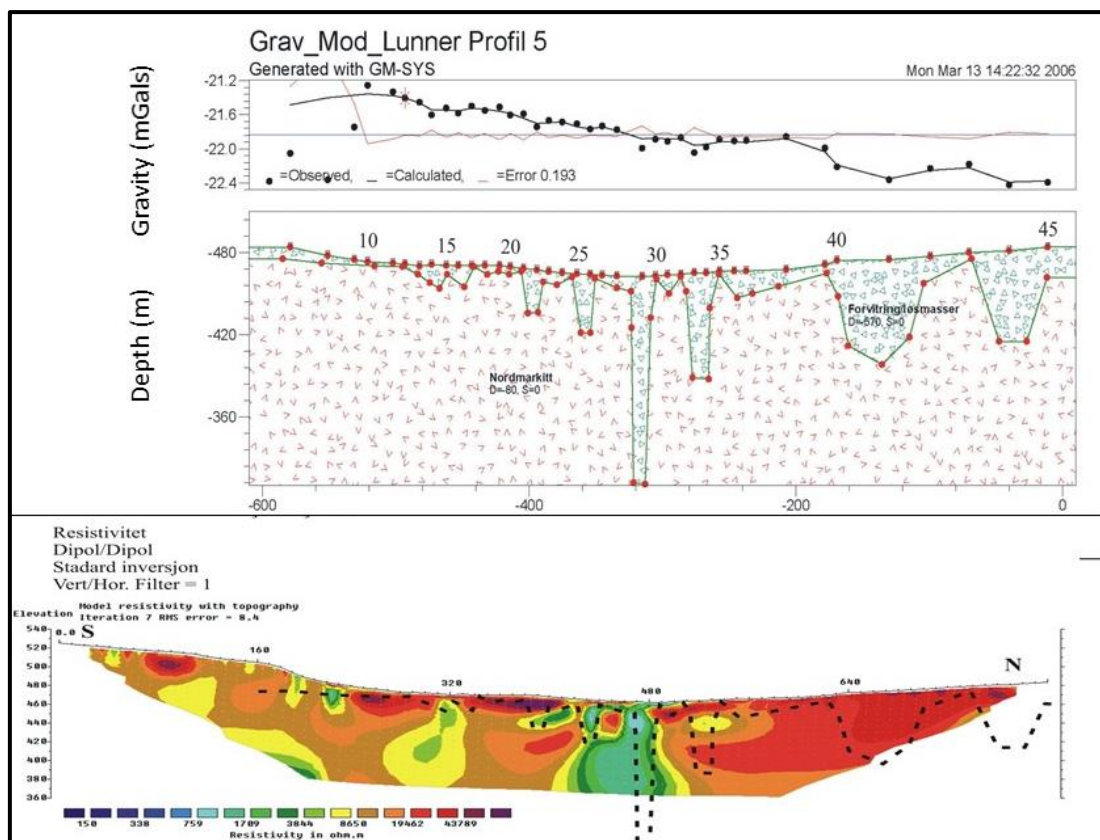 Grav_Mod_Lunner Profil 5
Generated with GM-SYS
Mon Mar 13 14:22:32 2006
Gravity (mGals)
-21.2
-21.6
-22.0
-22.4
=Observed, =Calculated, =Error 0.193
Depth (m)
-480
-420
-360
10 15 20 25 30 35 40 45
Forvitring/løsmasser
D=-570, S=0
Nordmarkitt
D=-80, S=0
-600 -400 -200 0
Resistivitet
Dipol/Dipol
Stadard inversjon
Vert/Hor. Filter = 1
Model resistivity with topography
Elevation Iteration 7 RMS error = 8.4
540
520
500
480
460
440
420
400
380
360
0.0 S
160
320
480
640
N
150 338 759 1709 3844 8650 19462 43789
Resistivity in ohm.m